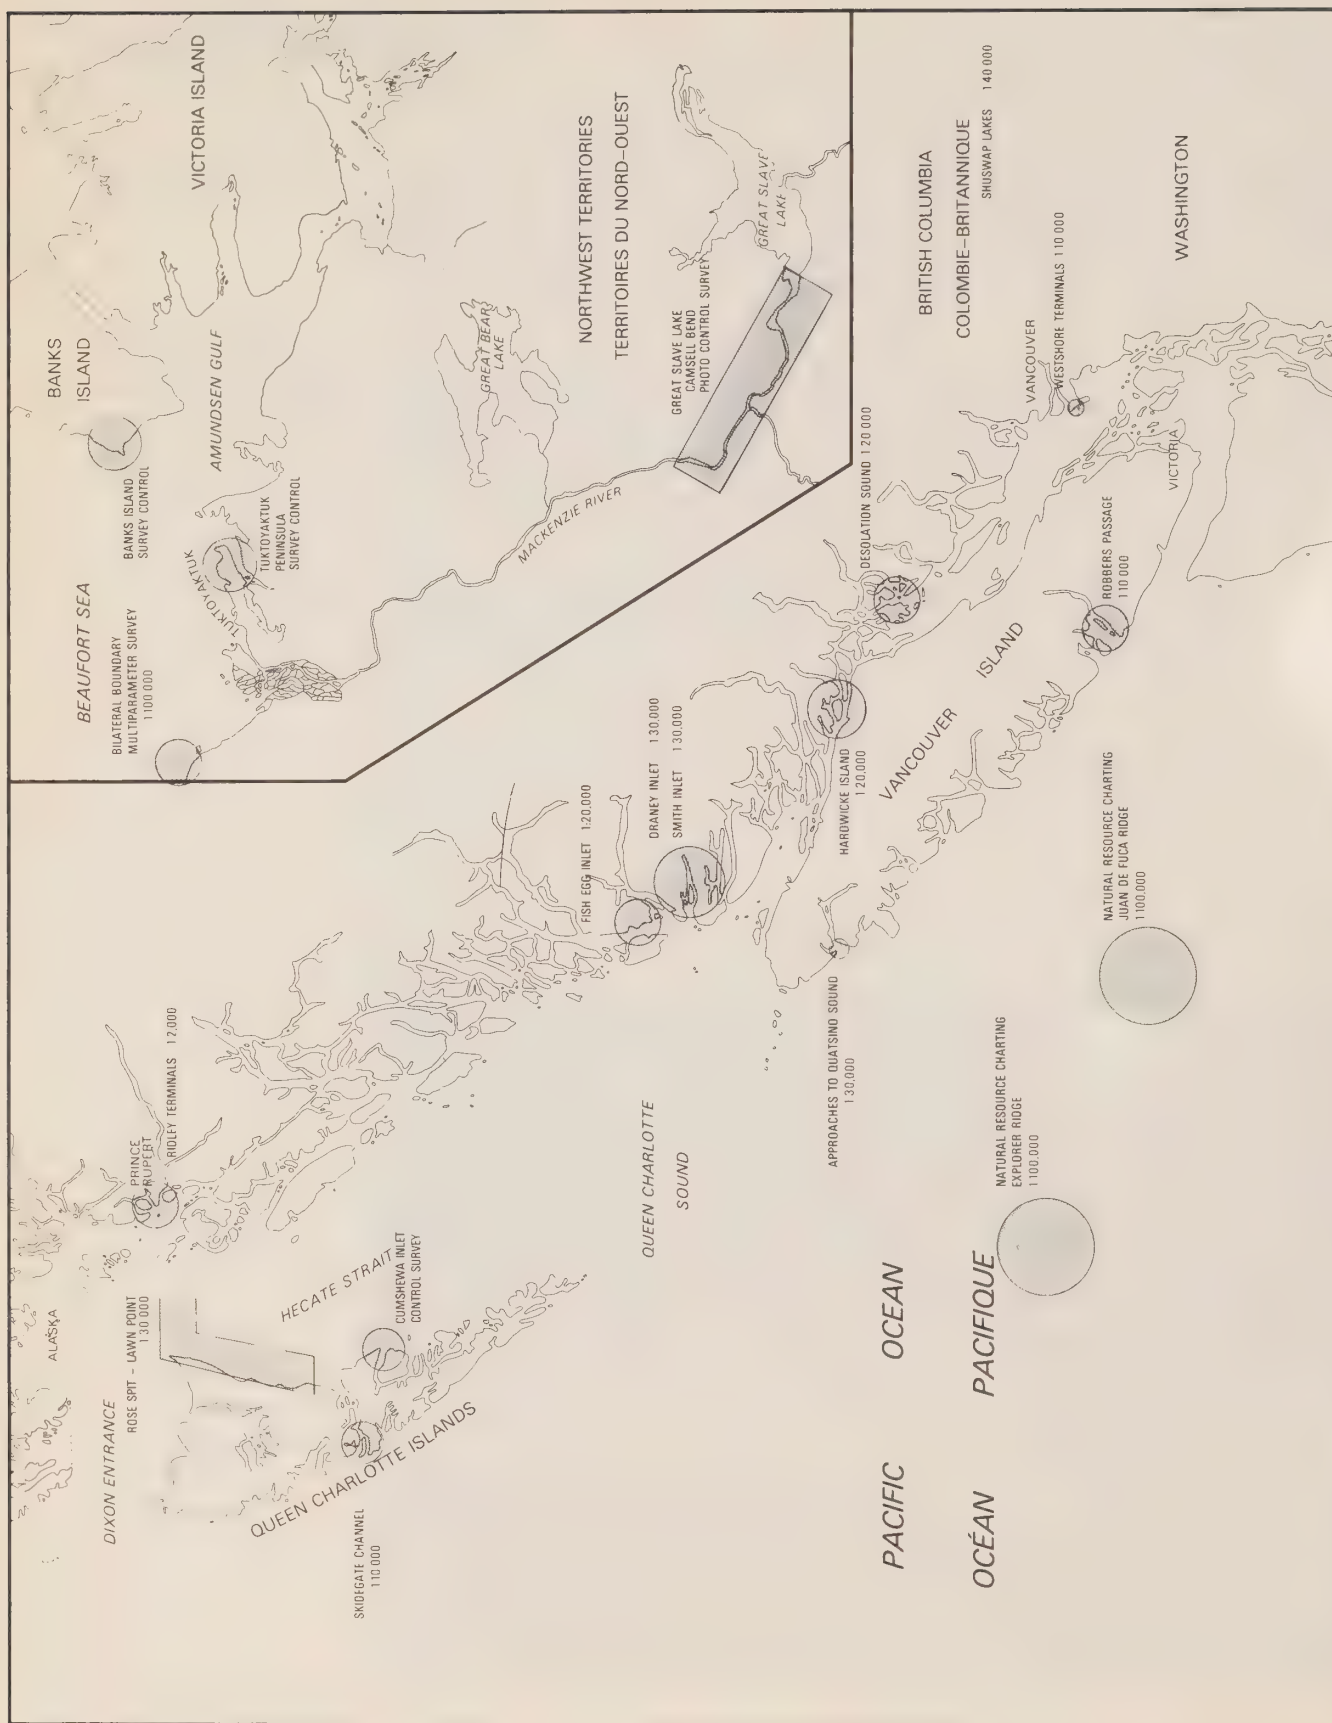 BEAUFORT SEA
BANKS
ISLAND
VICTORIA ISLAND
BILATERAL BOUNDARY
MULTIPARAMETER SURVEY
1 100 000
BANKS ISLAND
SURVEY CONTROL
AMUNDSEN GULF
TUKTOYAKTUK
TUKTOYAKTUK
PENINSULA
SURVEY CONTROL
GREAT BEAR
LAKE
MACKENZIE RIVER
NORTHWEST TERRITORIES
TERRITOIRES DU NORD-OUEST
GREAT SLAVE LAKE
CAMSELL BEND
PHOTO CONTROL SURVEY
GREAT SLAVE
LAKE
ALASKA
DIXON ENTRANCE
ROSE SPIT - LAWN POINT
1 30 000
PRINCE
RUPERT
RIDLEY TERMINALS 1 2,000
QUEEN CHARLOTTE ISLANDS
HECATE STRAIT
SKIDEGATE CHANNEL
1 10 000
CUMSHEWA INLET
CONTROL SURVEY
FISH EGG INLET 1:20,000
DRANEY INLET 1 30,000
SMITH INLET 1 30,000
QUEEN CHARLOTTE
SOUND
APPROACHES TO QUATSINO SOUND
1 30,000
HARDWICKE ISLAND
1 20,000
DESOLATION SOUND 1 20 000
BRITISH COLUMBIA
COLOMBIE-BRITANNIQUE
SHUSWAP LAKES 1 40 000
VANCOUVER
WESTSHORE TERMINALS 1 10 000
VANCOUVER
ISLAND
VICTORIA
WASHINGTON
ROBBERS PASSAGE
1 10 000
NATURAL RESOURCE CHARTING
JUAN DE FUCA RIDGE
1 100,000
NATURAL RESOURCE CHARTING
EXPLORER RIDGE
1 100,000
PACIFIC OCEAN
OCÉAN PACIFIQUE